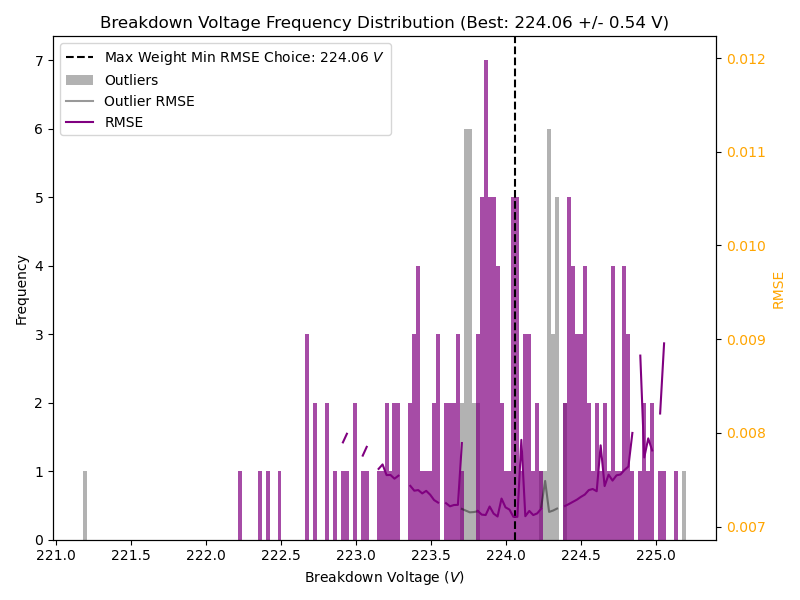 Breakdown Voltage Frequency Distribution (Best: 224.06 +/- 0.54 V)
Max Weight Min RMSE Choice: 224.06 V
Outliers
Outlier RMSE
RMSE
7
6
5
4
3
2
1
0
Frequency
0.012
0.011
0.010
0.009
0.008
0.007
RMSE
221.0 221.5 222.0 222.5 223.0 223.5 224.0 224.5 225.0
Breakdown Voltage (V)